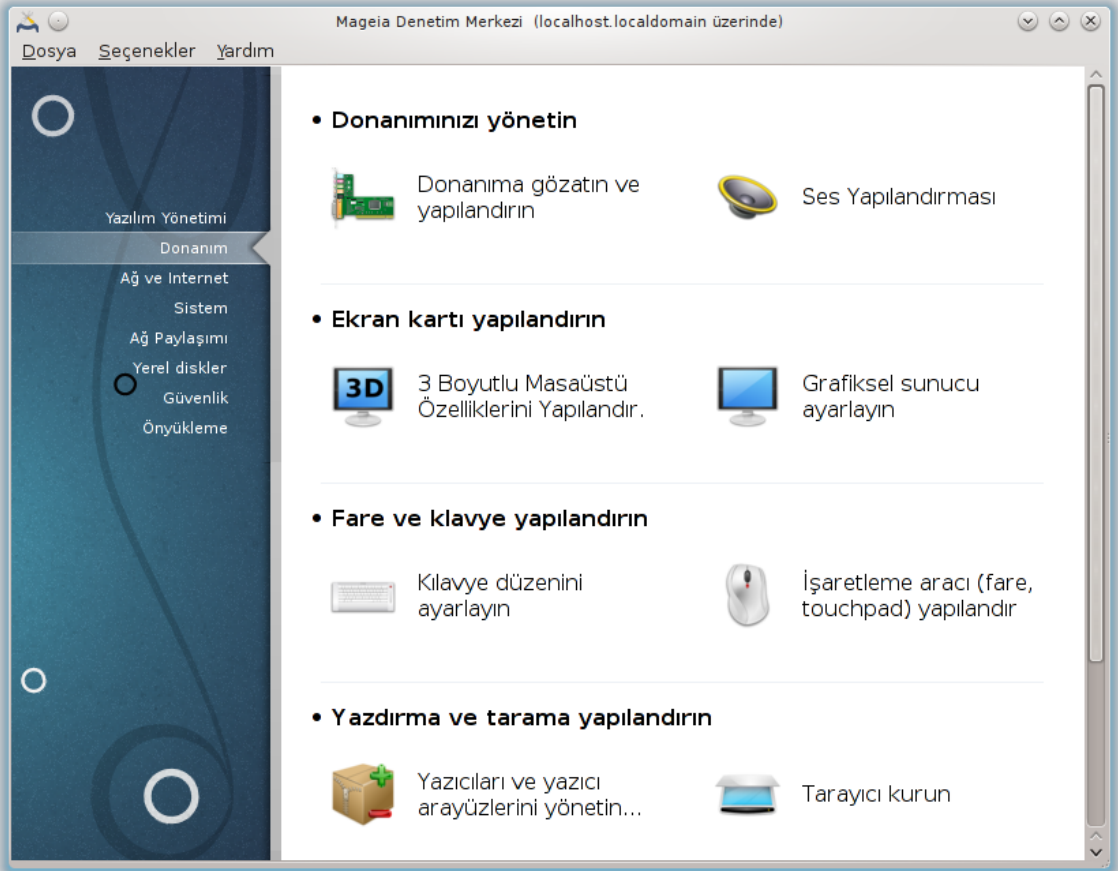 Mageia Denetim Merkezi (localhost.localdomain üzerinde)
Dosya Seçenekler Yardım
Yazılım Yönetimi
Donanım
Ağ ve Internet
Sistem
Ağ Paylaşımı
Yerel diskler
Güvenlik
Önyükleme
• Donanımınızı yönetin
Donanıma gözatın ve
yapılandırın
Ses Yapılandırması
• Ekran kartı yapılandırın
3D
3 Boyutlu Masaüstü
Özelliklerini Yapılandır.
Grafiksel sunucu
ayarlayın
• Fare ve klavye yapılandırın
Kılavye düzenini
ayarlayın
İşaretleme aracı (fare,
touchpad) yapılandır
• Yazdırma ve tarama yapılandırın
Yazıcıları ve yazıcı
arayüzlerini yönetin...
Tarayıcı kurun